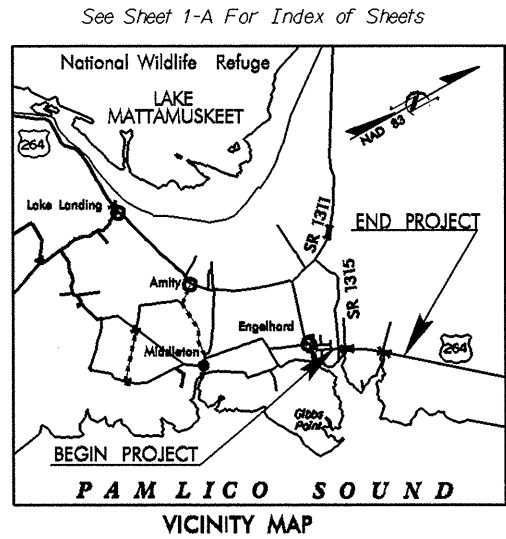 See Sheet 1-A For Index of Sheets
National Wildlife Refuge
LAKE
MATTAMUSKEET
NAD 83
264
Lake Landing
SR 1311
END PROJECT
Amity
SR 1315
Engelhard
264
Middleton
Gibbs
Point
BEGIN PROJECT
PAMLICO SOUND
VICINITY MAP